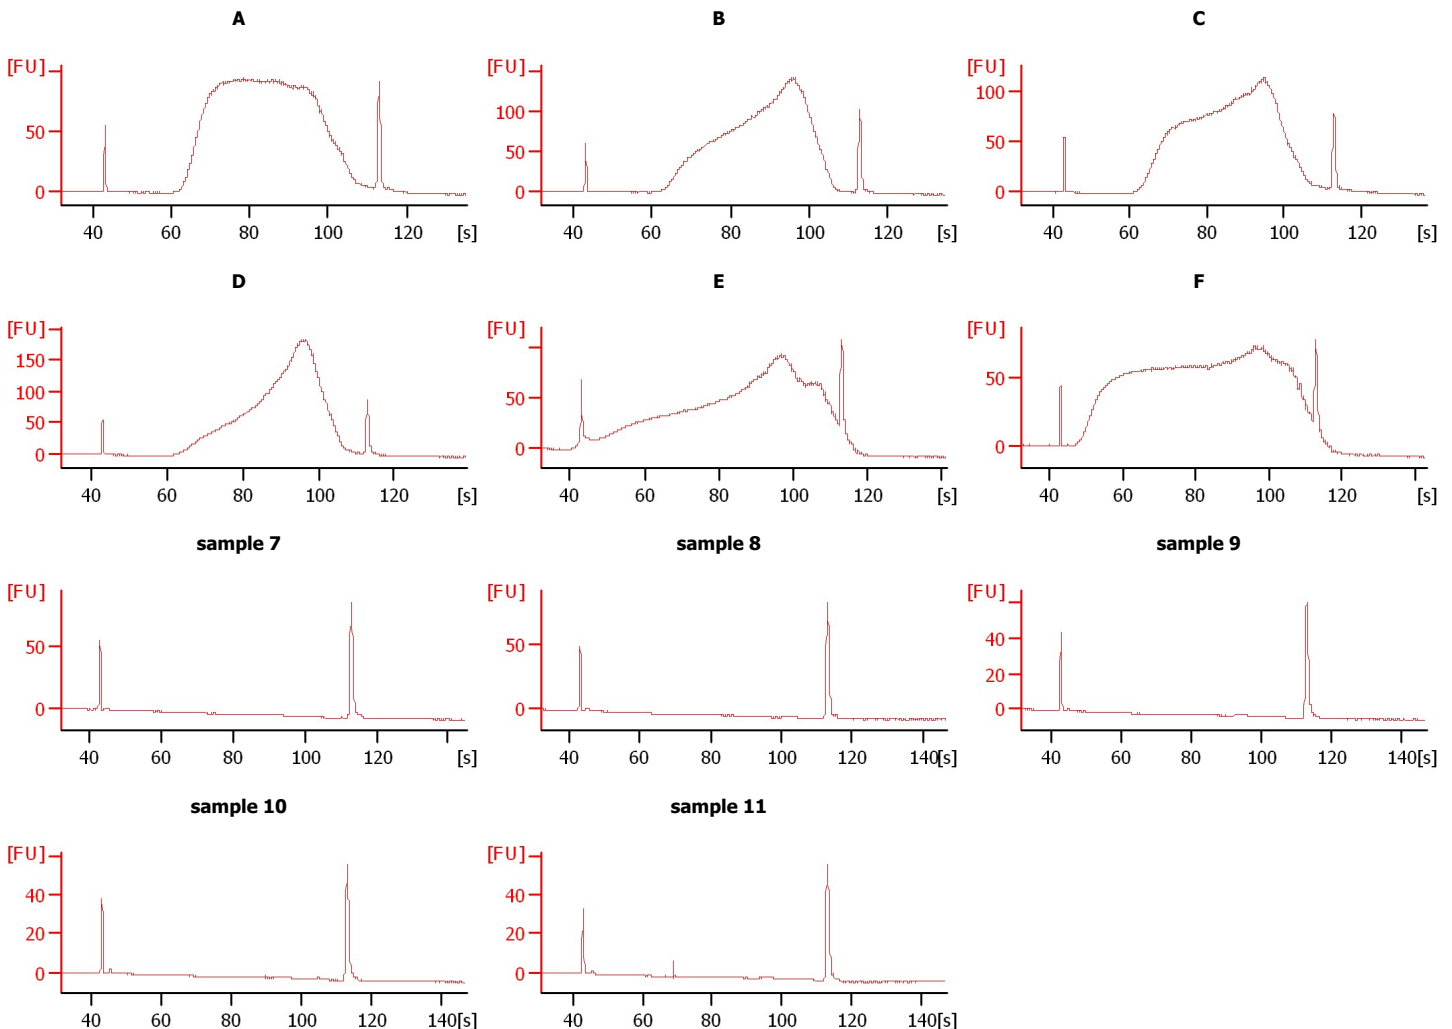 A B C
[FU] [FU] [FU]
100
100
50 50
50
0 0 0
40 60 80 100 120 [s] 40 60 80 100 120 [s] 40 60 80 100 120 [s]
D E F
[FU] [FU] [FU]
150
100 50
50 50
0 0 0
40 60 80 100 120 [s] 40 60 80 100 120 [s] 40 60 80 100 120 [s]
sample 7 sample 8 sample 9
[FU] [FU] [FU]
50 50 40
20
0 0 0
40 60 80 100 120 [s] 40 60 80 100 120 140[s] 40 60 80 100 120 [s]
sample 10 sample 11
[FU] [FU]
40 40
20 20
0 0
40 60 80 100 120 140[s] 40 60 80 100 120 140[s]